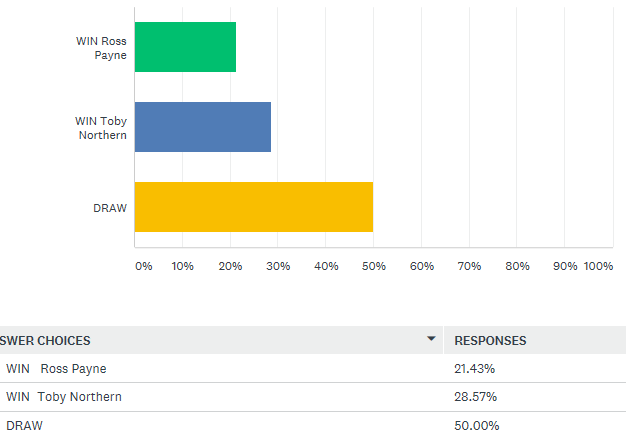 WIN Ross
Payne
WIN Toby
Northern
DRAW
0% 10% 20% 30% 40% 50% 60% 70% 80% 90% 100%
SWER CHOICES RESPONSES
WIN Ross Payne 21.43%
WIN Toby Northern 28.57%
DRAW 50.00%